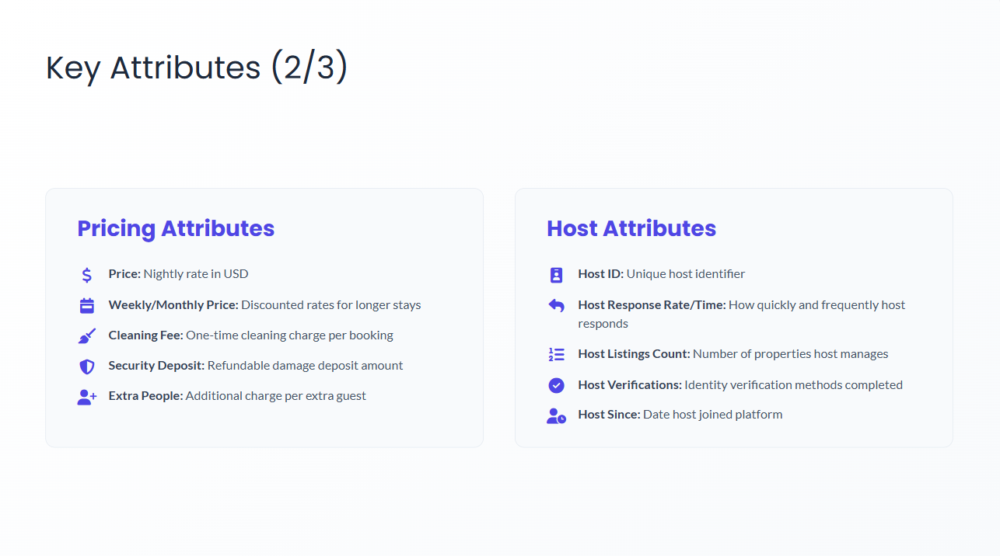 Key Attributes (2/3)
Pricing Attributes
Price: Nightly rate in USD
Weekly/Monthly Price: Discounted rates for longer stays
Cleaning Fee: One-time cleaning charge per booking
Security Deposit: Refundable damage deposit amount
Extra People: Additional charge per extra guest
Host Attributes
Host ID: Unique host identifier
Host Response Rate/Time: How quickly and frequently host
responds
Host Listings Count: Number of properties host manages
Host Verifications: Identity verification methods completed
Host Since: Date host joined platform